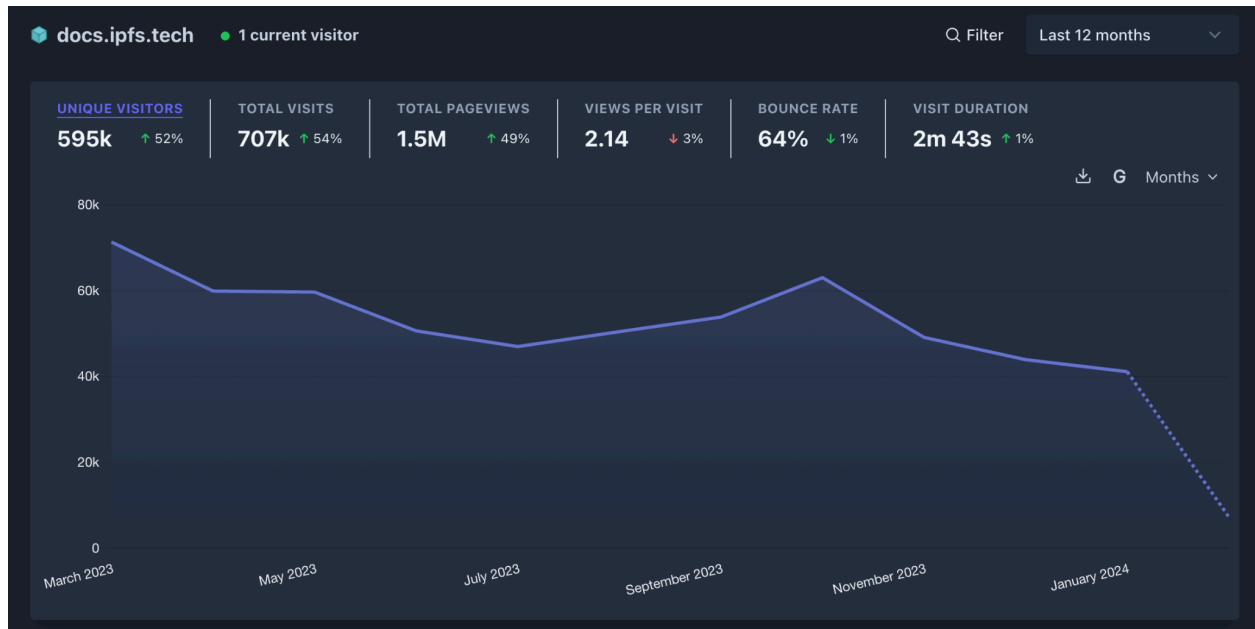 docs.ipfs.tech 1 current visitor Filter Last 12 months
UNIQUE VISITORS TOTAL VISITS TOTAL PAGEVIEWS VIEWS PER VISIT BOUNCE RATE VISIT DURATION
595k ↑ 52% 707k ↑ 54% 1.5M ↑ 49% 2.14 ↓ 3% 64% ↓ 1% 2m 43s ↑ 1%
G Months
80k
60k
40k
20k
0
March 2023 May 2023 July 2023 September 2023 November 2023 January 2024